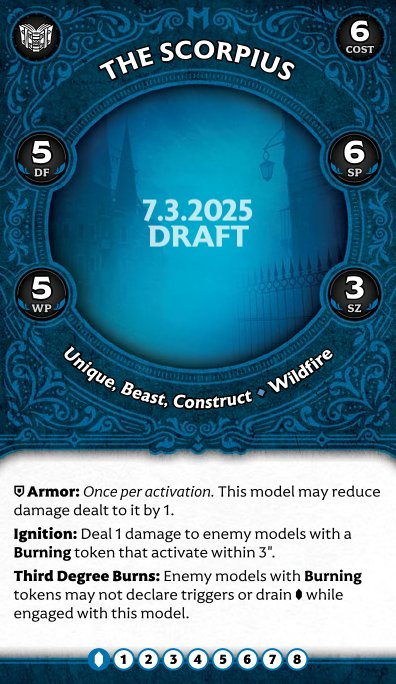 THE SCORPIUS
6
COST
5
DF
6
SP
7.3.2025
DRAFT
5
WP
3
SZ
Unique, Beast, Construct ◆ Wildfire
Armor: Once per activation. This model may reduce
damage dealt to it by 1.
Ignition: Deal 1 damage to enemy models with a
Burning token that activate within 3".
Third Degree Burns: Enemy models with Burning
tokens may not declare triggers or drain while
engaged with this model.
1 2 3 4 5 6 7 8